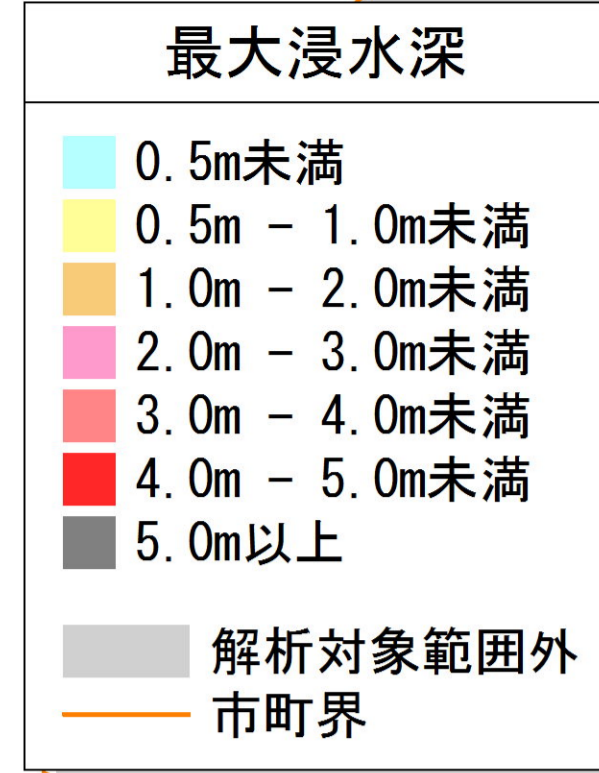 最大浸水深
0.5m未満
0.5m - 1.0m未満
1.0m - 2.0m未満
2.0m - 3.0m未満
3.0m - 4.0m未満
4.0m - 5.0m未満
5.0m以上
解析対象範囲外
市町界